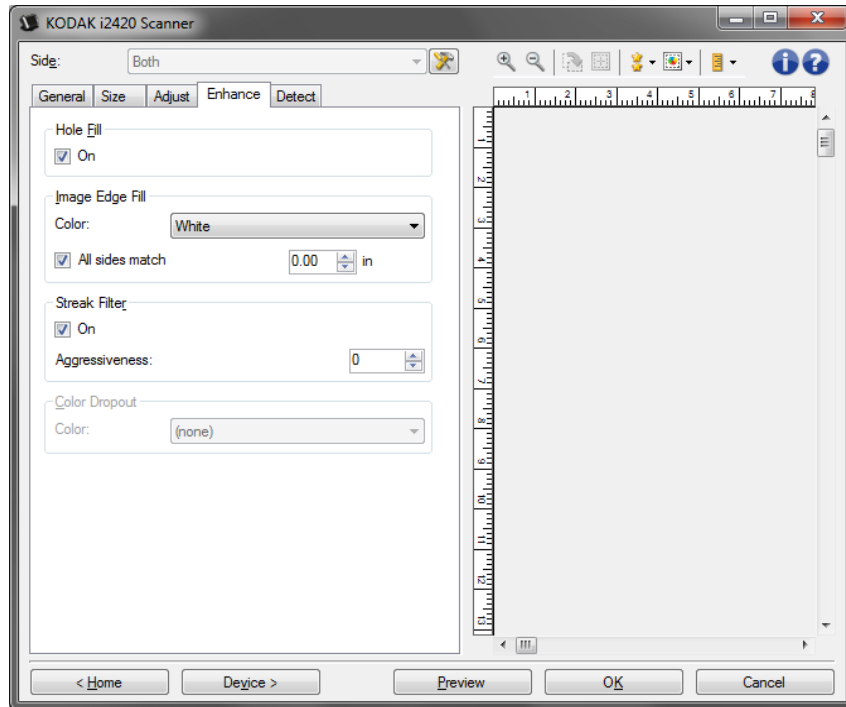 KODAK i2420 Scanner
Side: Both
General Size Adjust Enhance Detect
Hole Fill
On
Image Edge Fill
Color: White
All sides match 0.00 in
Streak Filter
On
Aggressiveness: 0
Color Dropout
Color: (none)
1 2 3 4 5 6 7 8
1
2
3
4
5
6
7
8
9
10
11
12
13
< Home Device > Preview OK Cancel